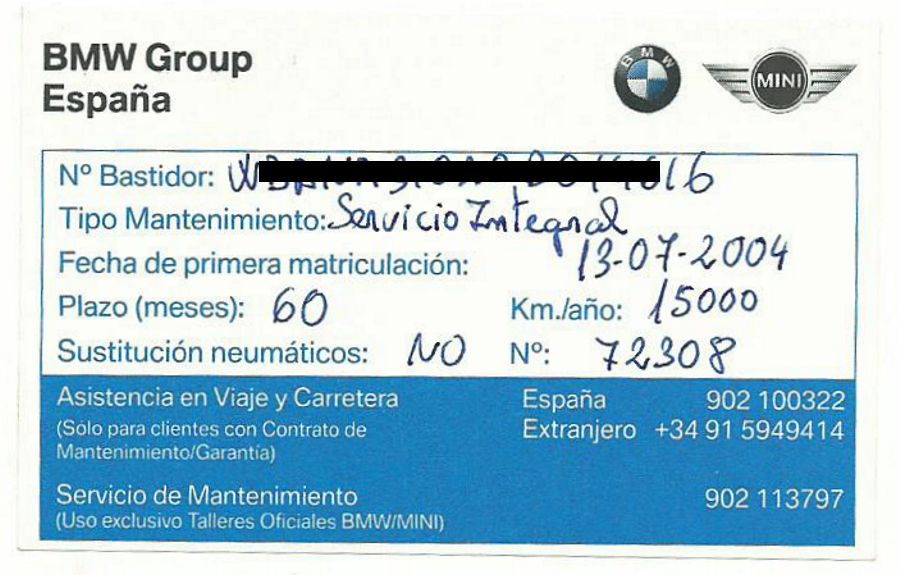 BMW Group
España
BMW
MINI
Nº Bastidor:
Tipo Mantenimiento: Servicio Integral
Fecha de primera matriculación: 13-07-2004
Plazo (meses): 60 Km./año: 15000
Sustitución neumáticos: NO Nº: 72308
Asistencia en Viaje y Carretera España 902 100322
(Sólo para clientes con Contrato de Extranjero +34 91 5949414
Mantenimiento/Garantía)
Servicio de Mantenimiento 902 113797
(Uso exclusivo Talleres Oficiales BMW/MINI)